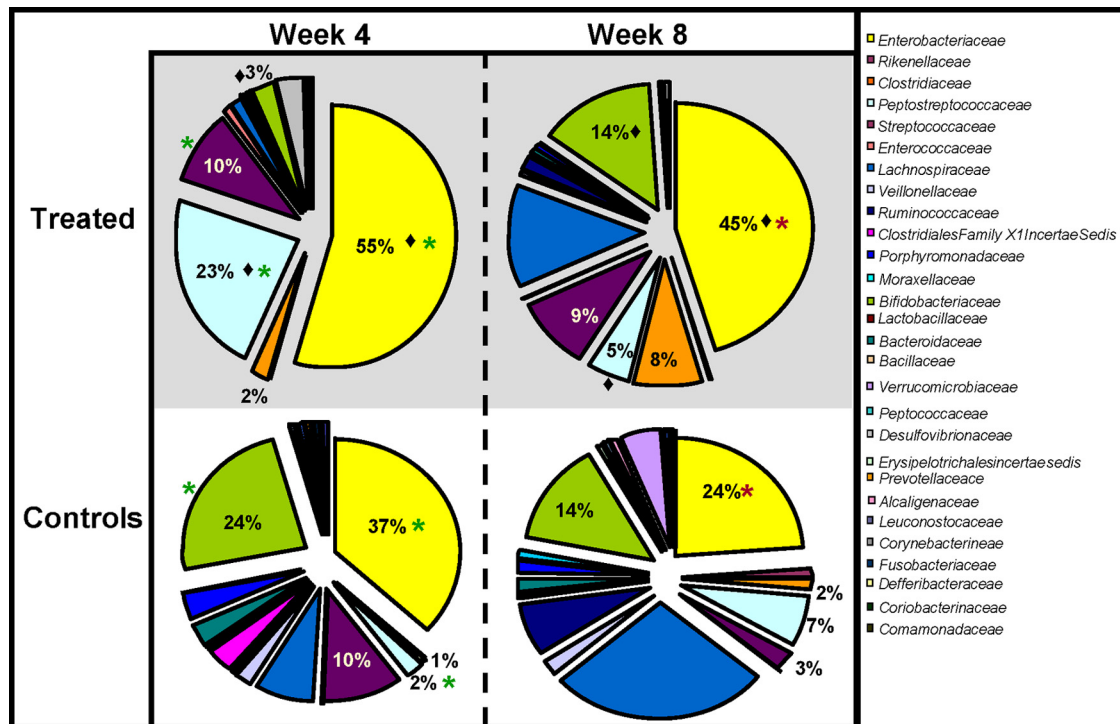 Week 4
Week 8
Treated
♦3%
*
10%
23% ♦ *
2%
55% ♦ *
14%♦
45% ♦ *
9%
5%
♦
8%
Controls
*
24%
37% *
1%
2% *
10%
14%
24%*
2%
7%
3%
Enterobacteriaceae
Rikenellaceae
Clostridiaceae
Peptostreptococcaceae
Streptococcaceae
Enterococcaceae
Lachnospiraceae
Veillonellaceae
Ruminococcaceae
ClostridialesFamily X1IncertaeSedis
Porphyromonadaceae
Moraxellaceae
Bifidobacteriaceae
Lactobacillaceae
Bacteroidaceae
Bacillaceae
Verrucomicrobiaceae
Peptococcaceae
Desulfovibrionaceae
Erysipelotrichalesincertaesedis
Prevotellaceace
Alcaligenaceae
Leuconostocaceae
Corynebacterineae
Fusobacteriaceae
Defferibacteraceae
Coriobacterinaceae
Comamonadaceae